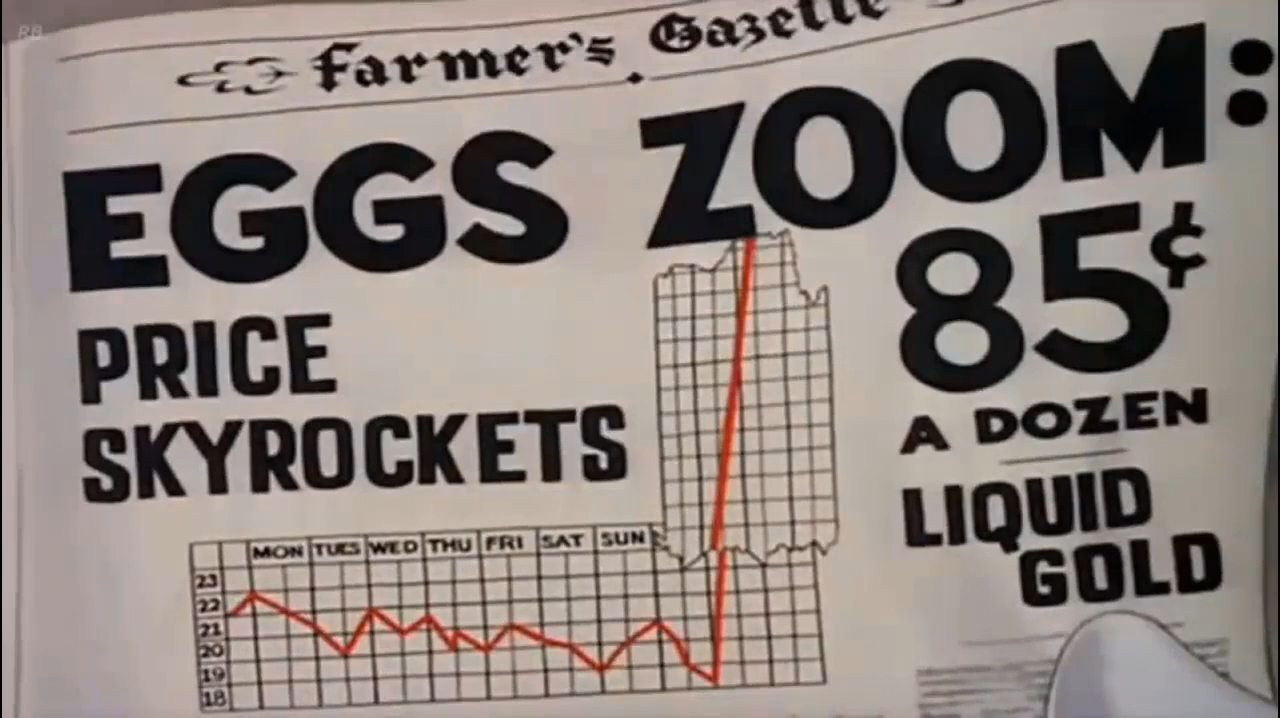 RB
Farmer's Gazette
EGGS ZOOM:
PRICE
SKYROCKETS
85¢
A DOZEN
LIQUID
GOLD
MON TUES WED THU FRI SAT SUN
23
22
21
20
19
18